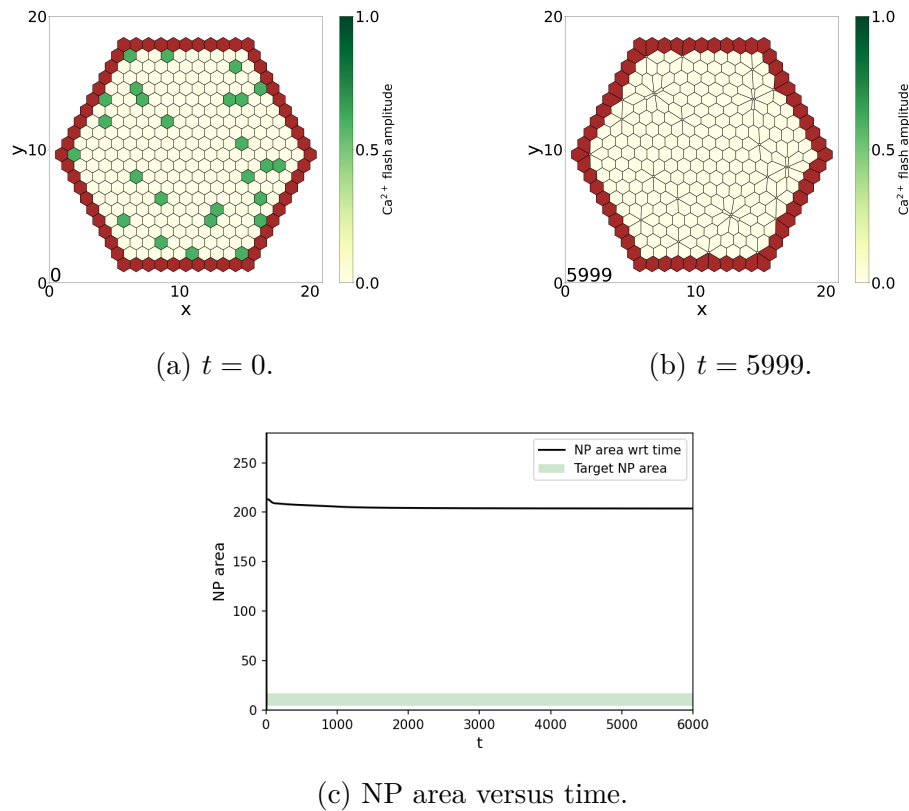 20
10
0
0
0
10
20
x
y
1.0
0.5
0.0
Ca²⁺ flash amplitude
20
10
0
5999
0
10
20
x
y
1.0
0.5
0.0
Ca²⁺ flash amplitude
(a) t = 0.
(b) t = 5999.
NP area wrt time
Target NP area
250
200
150
100
50
0
NP area
0 1000 2000 3000 4000 5000 6000
t
(c) NP area versus time.